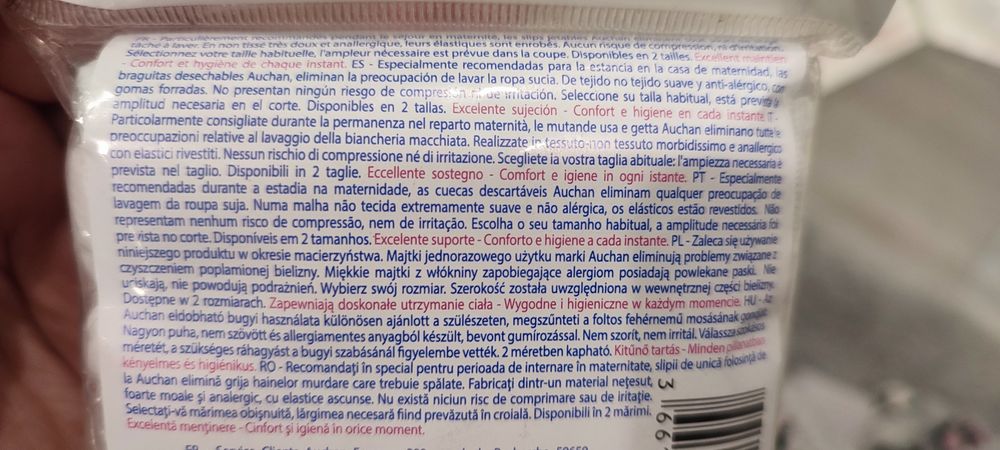 FR - Particulièrement recommandés pendant le séjour en maternité, les slips jetables Auchan
tâche à laver. En non tissé très doux et anallergique, leurs élastiques sont enrobés. Aucun risque de compression, ni d'irritation.
Sélectionnez votre taille habituelle, l'ampleur nécessaire est prévue dans la coupe. Disponibles en 2 tailles. Excellent maintien
- Confort et hygiène de chaque instant. ES - Especialmente recomendadas para la estancia en la casa de maternidad, las
braguitas desechables Auchan, eliminan la preocupación de lavar la ropa sucia. De tejido no tejido suave y anti-alérgico, con
gomas forradas. No presentan ningún riesgo de compresión ni de irritación. Seleccione su talla habitual, está prevista la
amplitud necesaria en el corte. Disponibles en 2 tallas. Excelente sujeción - Confort e higiene en cada instante IT -
Particolarmente consigliate durante la permanenza nel reparto maternità, le mutande usa e getta Auchan eliminano tutte le
preoccupazioni relative al lavaggio della biancheria macchiata. Realizzate in tessuto-non tessuto morbidissimo e anallergico
con elastici rivestiti. Nessun rischio di compressione né di irritazione. Scegliete la vostra taglia abituale: l'ampiezza necessaria è
prevista nel taglio. Disponibili in 2 taglie. Eccellente sostegno - Comfort e igiene in ogni istante. PT - Especialmente
recomendadas durante a estadia na maternidade, as cuecas descartáveis Auchan eliminam qualquer preocupação de
lavagem da roupa suja. Numa malha não tecida extremamente suave e não alérgica, os elásticos estão revestidos. Não
representam nenhum risco de compressão, nem de irritação. Escolha o seu tamanho habitual, a amplitude necessária foi
prevista no corte. Disponíveis em 2 tamanhos. Excelente suporte - Conforto e higiene a cada instante. PL - Zaleca się używanie
niniejszego produktu w okresie macierzyństwa. Majtki jednorazowego użytku marki Auchan eliminują problemy związane z
czyszczeniem poplamionej bielizny. Miękkie majtki z włókniny zapobiegające alergiom posiadają powlekane paski. Nie
uciskają, nie powodują podrażnień. Wybierz swój rozmiar. Szerokość została uwzględniona w wewnętrznej części bielizny.
Dostępne w 2 rozmiarach. Zapewniają doskonałe utrzymanie ciała - Wygodne i higieniczne w każdym momencie. HU - Az
Auchan eldobható bugyi használata különösen ajánlott a szülészeten, megszünteti a foltos fehérnemű mosásának gondját.
Nagyon puha, nem szövött és allergiamentes anyagból készült, bevont gumírozással. Nem szorít, nem irritál. Válassza szokásos
méretét, a szükséges ráhagyást a bugyi szabásánál figyelembe vették. 2 méretben kapható. Kitűnő tartás - Minden pillanatban
kényelmes és higiénikus. RO - Recomandați în special pentru perioada de internare în maternitate, slipii de unică folosință de
la Auchan elimină grija hainelor murdare care trebuie spălate. Fabricați dintr-un material nețesut,
foarte moale și analergic, cu elastice ascunse. Nu există niciun risc de comprimare sau de iritație.
Selectați-vă mărimea obișnuită, lărgimea necesară fiind prevăzută în croială. Disponibili în 2 mărimi.
Excelentă menținere - Cinfort și igienă în orice moment.
3 166